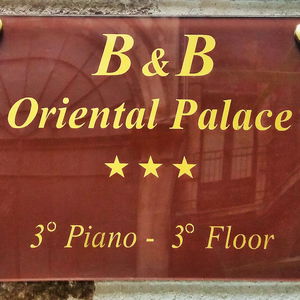 B & B
Oriental Palace
★★★
3° Piano - 3° Floor